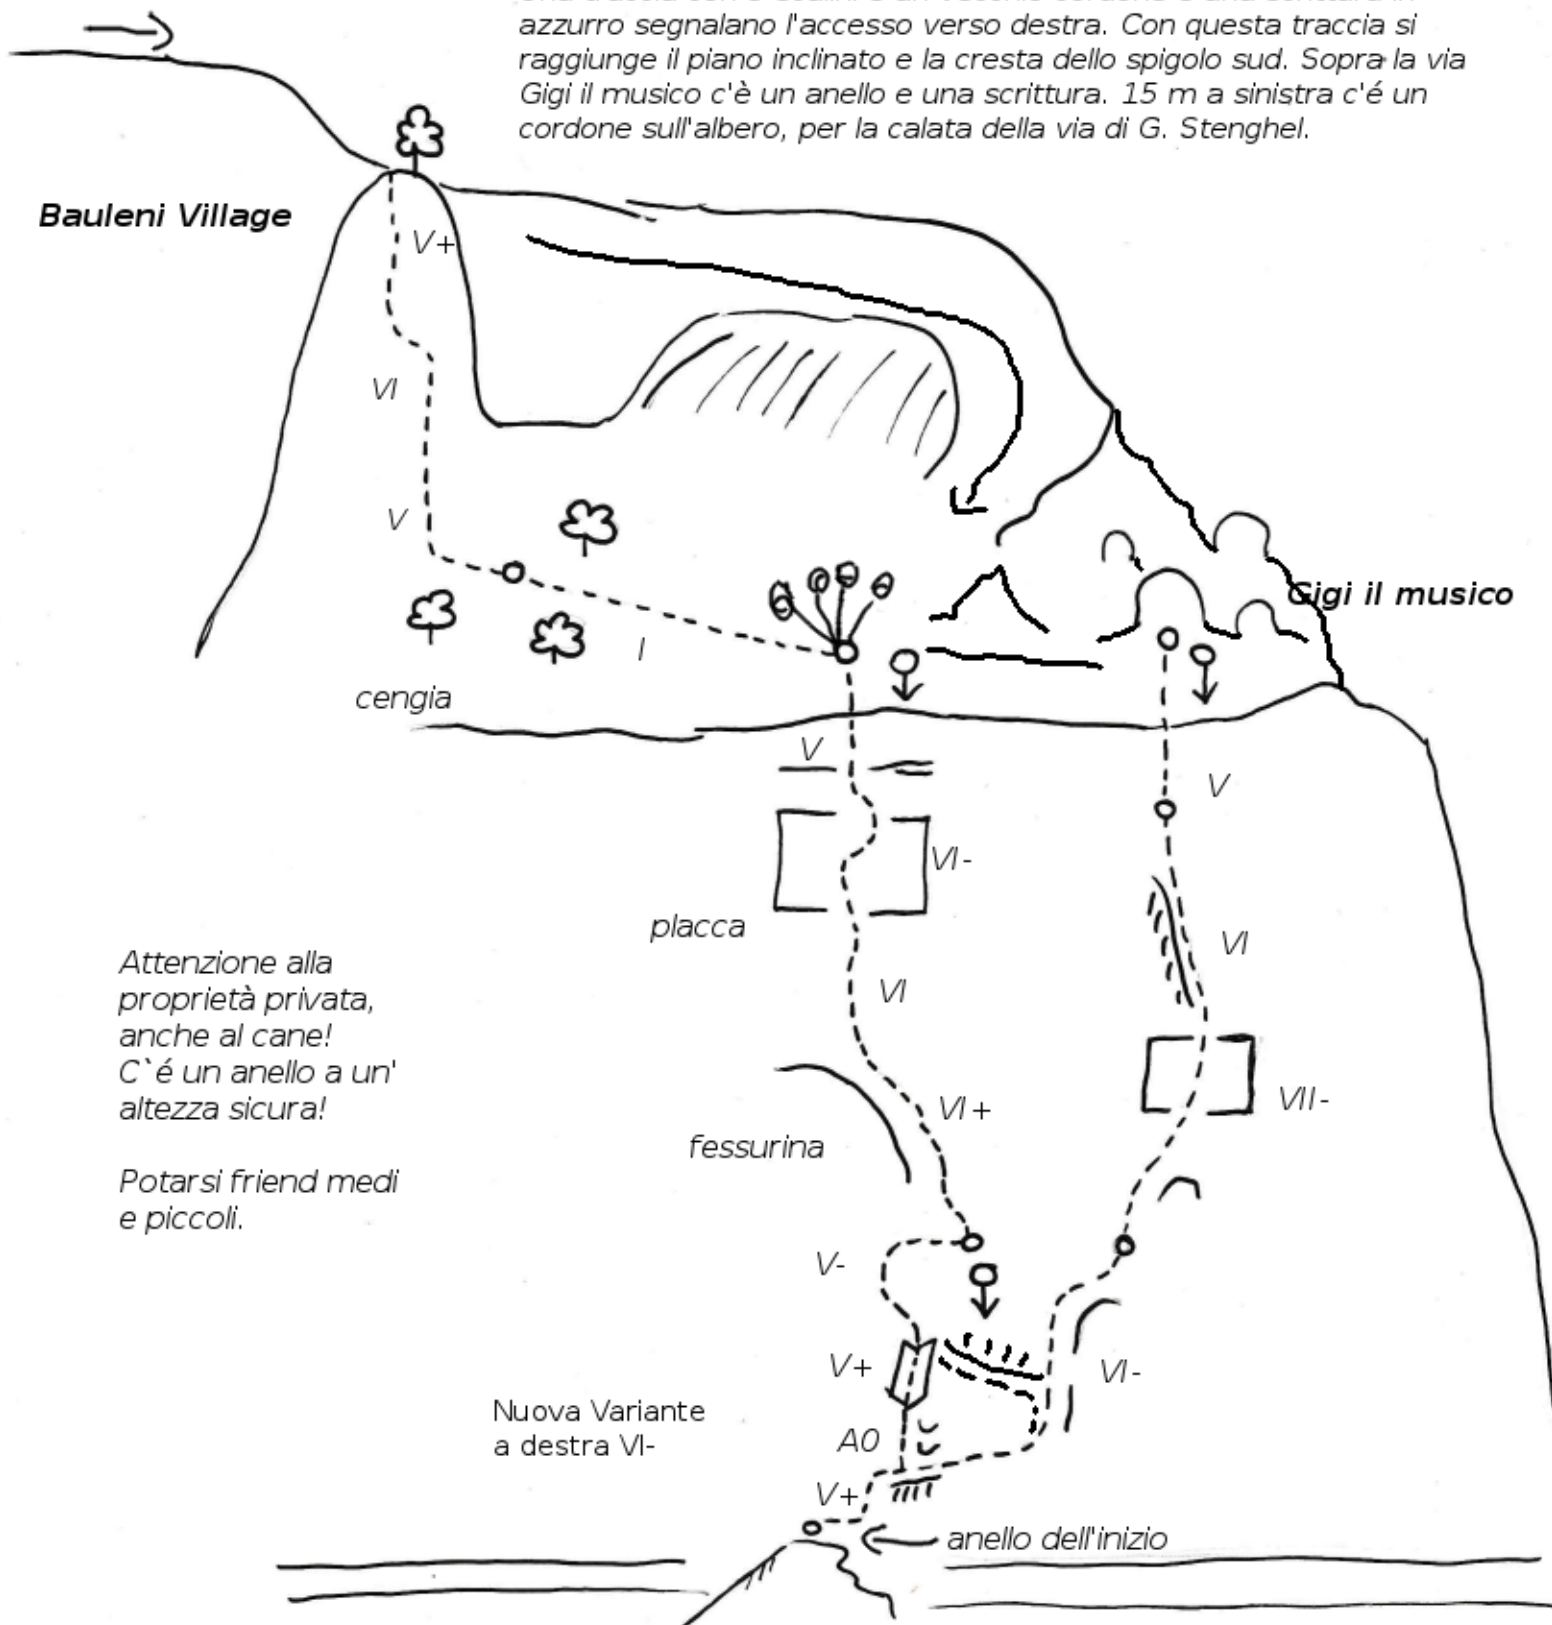 azzurro segnalano l'accesso verso destra. Con questa traccia si
raggiunge il piano inclinato e la cresta dello spigolo sud. Sopra la via
Gigi il musico c'è un anello e una scrittura. 15 m a sinistra c'é un
cordone sull'albero, per la calata della via di G. Stenghel.
Bauleni Village
V+
VI
V
Gigi il musico
I
cengia
V
V
VI-
placca
VI
Attenzione alla
proprietà privata,
anche al cane!
C`é un anello a un'
altezza sicura!
VI
VII-
VI+
fessurina
Potarsi friend medi
e piccoli.
V-
V+
VI-
Nuova Variante
a destra VI-
A0
V+
anello dell'inizio